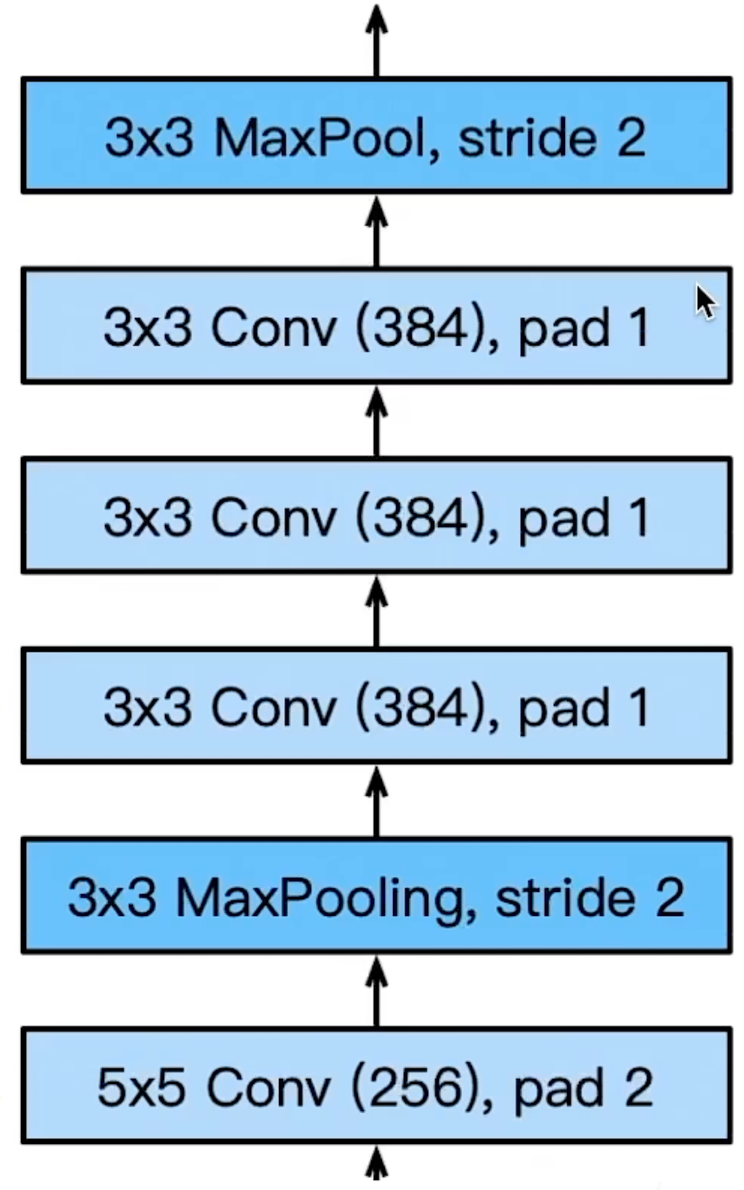 3x3 MaxPool, stride 2
3x3 Conv (384), pad 1
3x3 Conv (384), pad 1
3x3 Conv (384), pad 1
3x3 MaxPooling, stride 2
5x5 Conv (256), pad 2